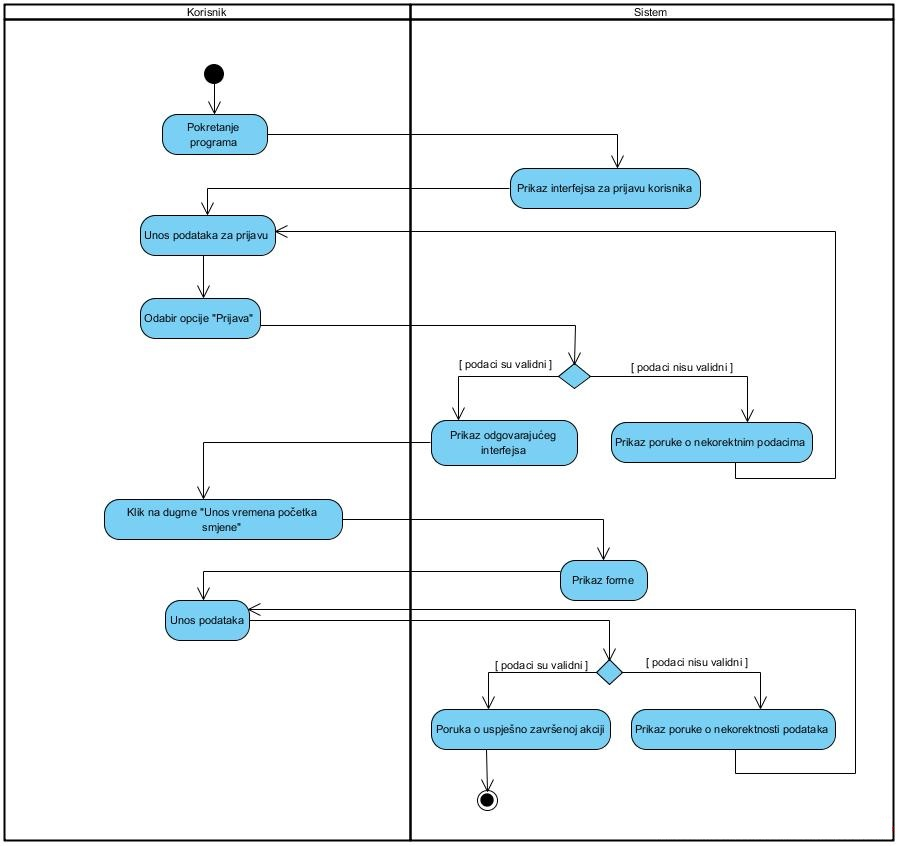 Korisnik
Sistem
Pokretanje
programa
Prikaz interfejsa za prijavu korisnika
Unos podataka za prijavu
Odabir opcije "Prijava"
[ podaci su validni ]
[ podaci nisu validni ]
Prikaz odgovarajućeg
interfejsa
Prikaz poruke o nekorektnim podacima
Klik na dugme "Unos vremena početka
smjene"
Prikaz forme
Unos podataka
[ podaci su validni ]
[ podaci nisu validni ]
Poruka o uspješno završenoj akciji
Prikaz poruke o nekorektnosti podataka